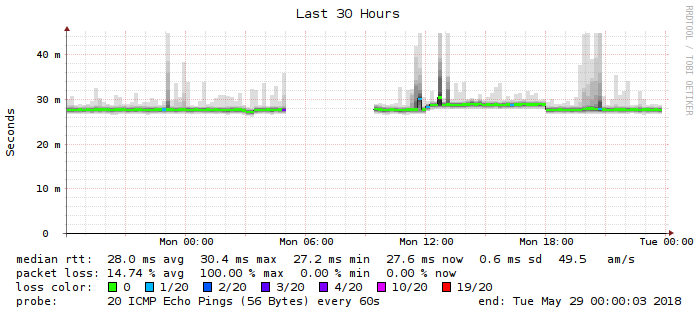 Last 30 Hours
RRDTOOL / TOBI OETIKER
Seconds
40 m
30 m
20 m
10 m
0
Mon 00:00 Mon 06:00 Mon 12:00 Mon 18:00 Tue 00:00
median rtt: 28.0 ms avg 30.4 ms max 27.2 ms min 27.6 ms now 0.6 ms sd 49.5 am/s
packet loss: 14.74 % avg 100.00 % max 0.00 % min 0.00 % now
loss color: 0 1/20 2/20 3/20 4/20 10/20 19/20
probe: 20 ICMP Echo Pings (56 Bytes) every 60s end: Tue May 29 00:00:03 2018